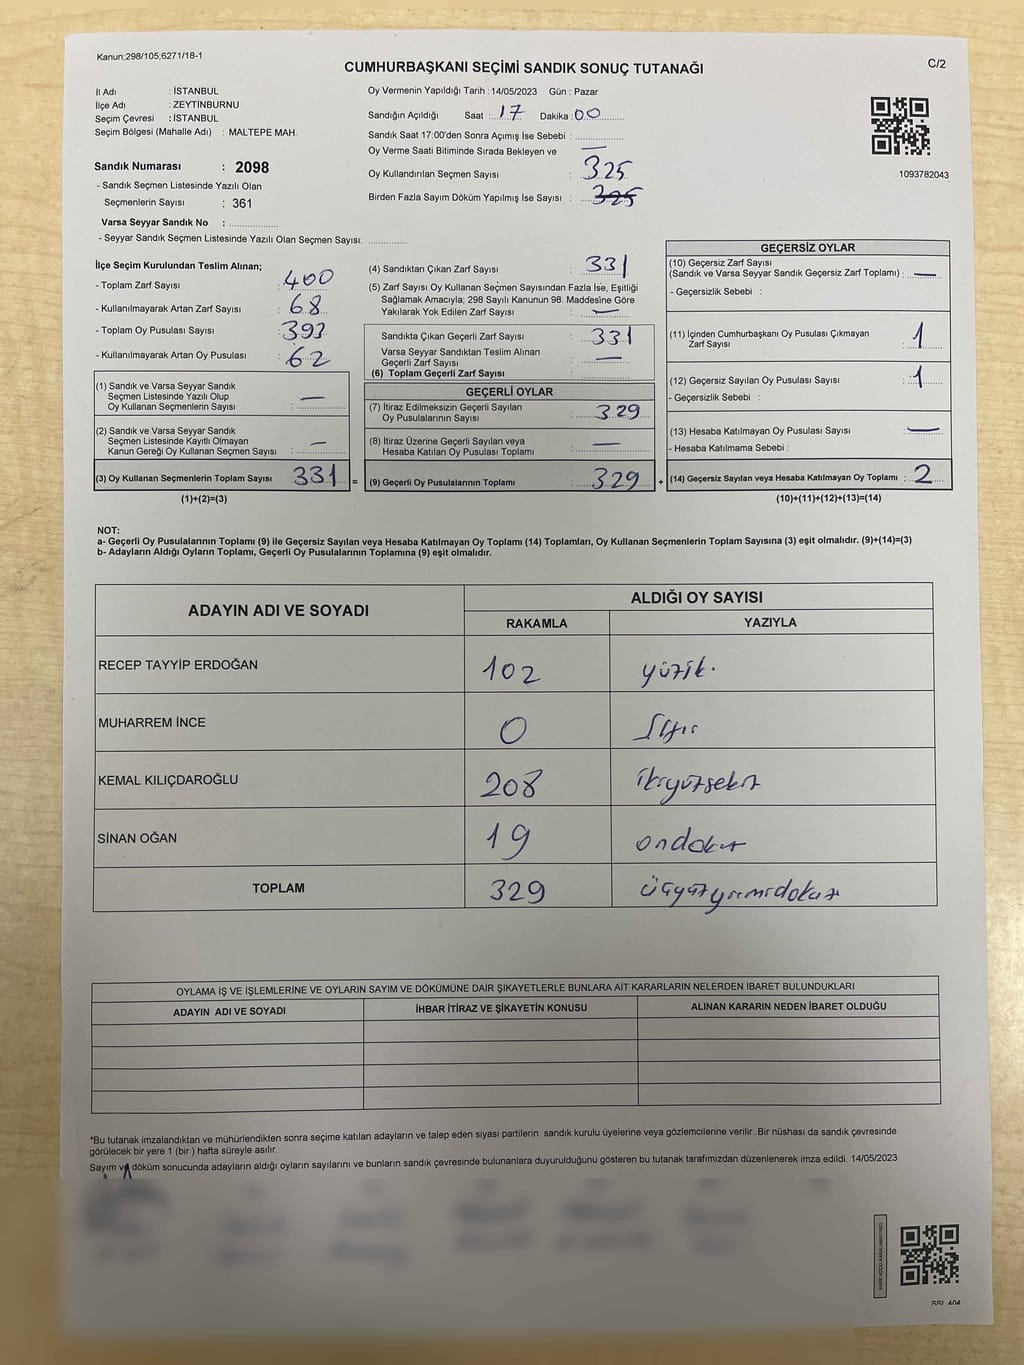 Kanun;298/105,6271/18-1
CUMHURBAŞKANI SEÇİMİ SANDIK SONUÇ TUTANAĞI
C/2
İl Adı : İSTANBUL
İlçe Adı : ZEYTİNBURNU
Seçim Çevresi : İSTANBUL
Seçim Bölgesi (Mahalle Adı) : MALTEPE MAH.
Sandık Numarası : 2098
- Sandık Seçmen Listesinde Yazılı Olan
Seçmenlerin Sayısı : 361
Varsa Seyyar Sandık No :
- Seyyar Sandık Seçmen Listesinde Yazılı Olan Seçmen Sayısı:
Oy Vermenin Yapıldığı Tarih : 14/05/2023 Gün : Pazar
Sandığın Açıldığı Saat : 17 Dakika : 00
Sandık Saat 17:00'den Sonra Açımış İse Sebebi :
Oy Verme Saati Bitiminde Sırada Bekleyen ve —
Oy Kullandırılan Seçmen Sayısı : 325
Birden Fazla Sayım Döküm Yapılmış İse Sayısı : 325
1093782043
İlçe Seçim Kurulundan Teslim Alınan;
- Toplam Zarf Sayısı : 400
- Kullanılmayarak Artan Zarf Sayısı : 68
- Toplam Oy Pusulası Sayısı : 393
- Kullanılmayarak Artan Oy Pusulası : 62
(1) Sandık ve Varsa Seyyar Sandık
Seçmen Listesinde Yazılı Olup
Oy Kullanan Seçmenlerin Sayısı : —
(2) Sandık ve Varsa Seyyar Sandık
Seçmen Listesinde Kayıtlı Olmayan
Kanun Gereği Oy Kullanan Seçmen Sayısı : —
(3) Oy Kullanan Seçmenlerin Toplam Sayısı 331 =
(1)+(2)=(3)
(4) Sandıktan Çıkan Zarf Sayısı : 331
(5) Zarf Sayısı Oy Kullanan Seçmen Sayısından Fazla İse, Eşitliği
Sağlamak Amacıyla; 298 Sayılı Kanunun 98. Maddesine Göre
Yakılarak Yok Edilen Zarf Sayısı : —
Sandıkta Çıkan Geçerli Zarf Sayısı : 331
Varsa Seyyar Sandıktan Teslim Alınan
Geçerli Zarf Sayısı : —
(6) Toplam Geçerli Zarf Sayısı :
GEÇERLİ OYLAR
(7) İtiraz Edilmeksizin Geçerli Sayılan
Oy Pusulalarının Sayısı : 329
(8) İtiraz Üzerine Geçerli Sayılan veya
Hesaba Katılan Oy Pusulası Toplamı : —
(9) Geçerli Oy Pusulalarının Toplamı : 329 +
GEÇERSİZ OYLAR
(10) Geçersiz Zarf Sayısı
(Sandık ve Varsa Seyyar Sandık Geçersiz Zarf Toplamı) : —
- Geçersizlik Sebebi :
(11) İçinden Cumhurbaşkanı Oy Pusulası Çıkmayan
Zarf Sayısı : 1
(12) Geçersiz Sayılan Oy Pusulası Sayısı : 1
- Geçersizlik Sebebi :
(13) Hesaba Katılmayan Oy Pusulası Sayısı : —
- Hesaba Katılmama Sebebi :
(14) Geçersiz Sayılan veya Hesaba Katılmayan Oy Toplamı : 2
(10)+(11)+(12)+(13)=(14)
NOT:
a- Geçerli Oy Pusulalarının Toplamı (9) ile Geçersiz Sayılan veya Hesaba Katılmayan Oy Toplamı (14) Toplamları, Oy Kullanan Seçmenlerin Toplam Sayısına (3) eşit olmalıdır. (9)+(14)=(3)
b- Adayların Aldığı Oyların Toplamı, Geçerli Oy Pusulalarının Toplamına (9) eşit olmalıdır.
ADAYIN ADI VE SOYADI
ALDIĞI OY SAYISI
RAKAMLA YAZIYLA
RECEP TAYYİP ERDOĞAN 102 yüzik.
MUHARREM İNCE 0 Sıfır
KEMAL KILIÇDAROĞLU 208 ikiyüzsekiz
SİNAN OĞAN 19 ondokuz
TOPLAM 329 üçyüzyirmidokuz
OYLAMA İŞ VE İŞLEMLERİNE VE OYLARIN SAYIM VE DÖKÜMÜNE DAİR ŞİKAYETLERLE BUNLARA AİT KARARLARIN NELERDEN İBARET BULUNDUKLARI
ADAYIN ADI VE SOYADI İHBAR İTİRAZ VE ŞİKAYETİN KONUSU ALINAN KARARIN NEDEN İBARET OLDUĞU
*Bu tutanak imzalandıktan ve mühürlendikten sonra seçime katılan adayların ve talep eden siyasi partilerin sandık kurulu üyelerine veya gözlemcilerine verilir .Bir nüshası da sandık çevresinde
görülecek bir yere 1 (bir ) hafta süreyle asılır.
Sayım ve döküm sonucunda adayların aldığı oyların sayılarını ve bunların sandık çevresinde bulunanlara duyurulduğunu gösteren bu tutanak tarafımızdan düzenlenerek imza edildi. 14/05/2023